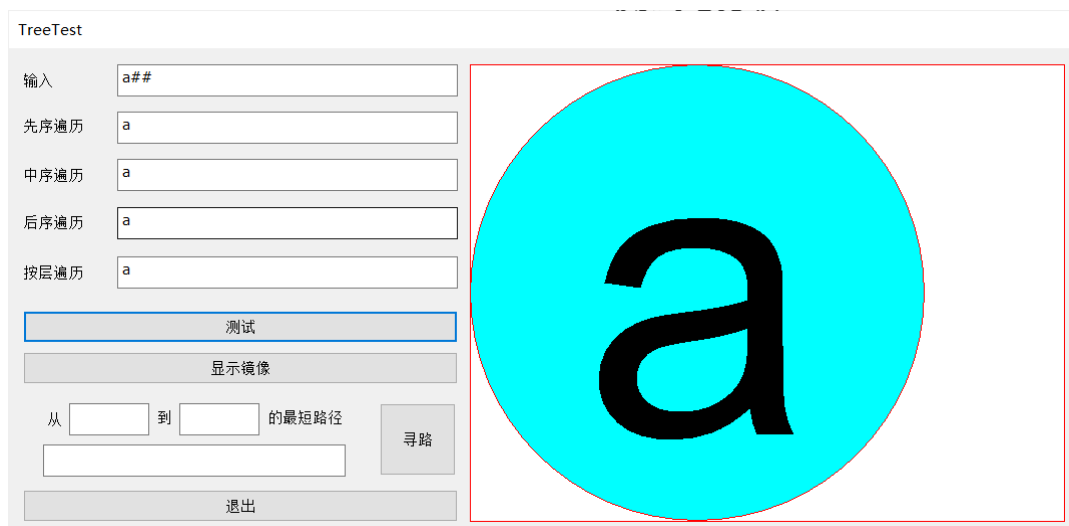 TreeTest
输入 a##
先序遍历 a
中序遍历 a
后序遍历 a
按层遍历 a
测试
显示镜像
从 到 的最短路径
寻路
退出
a